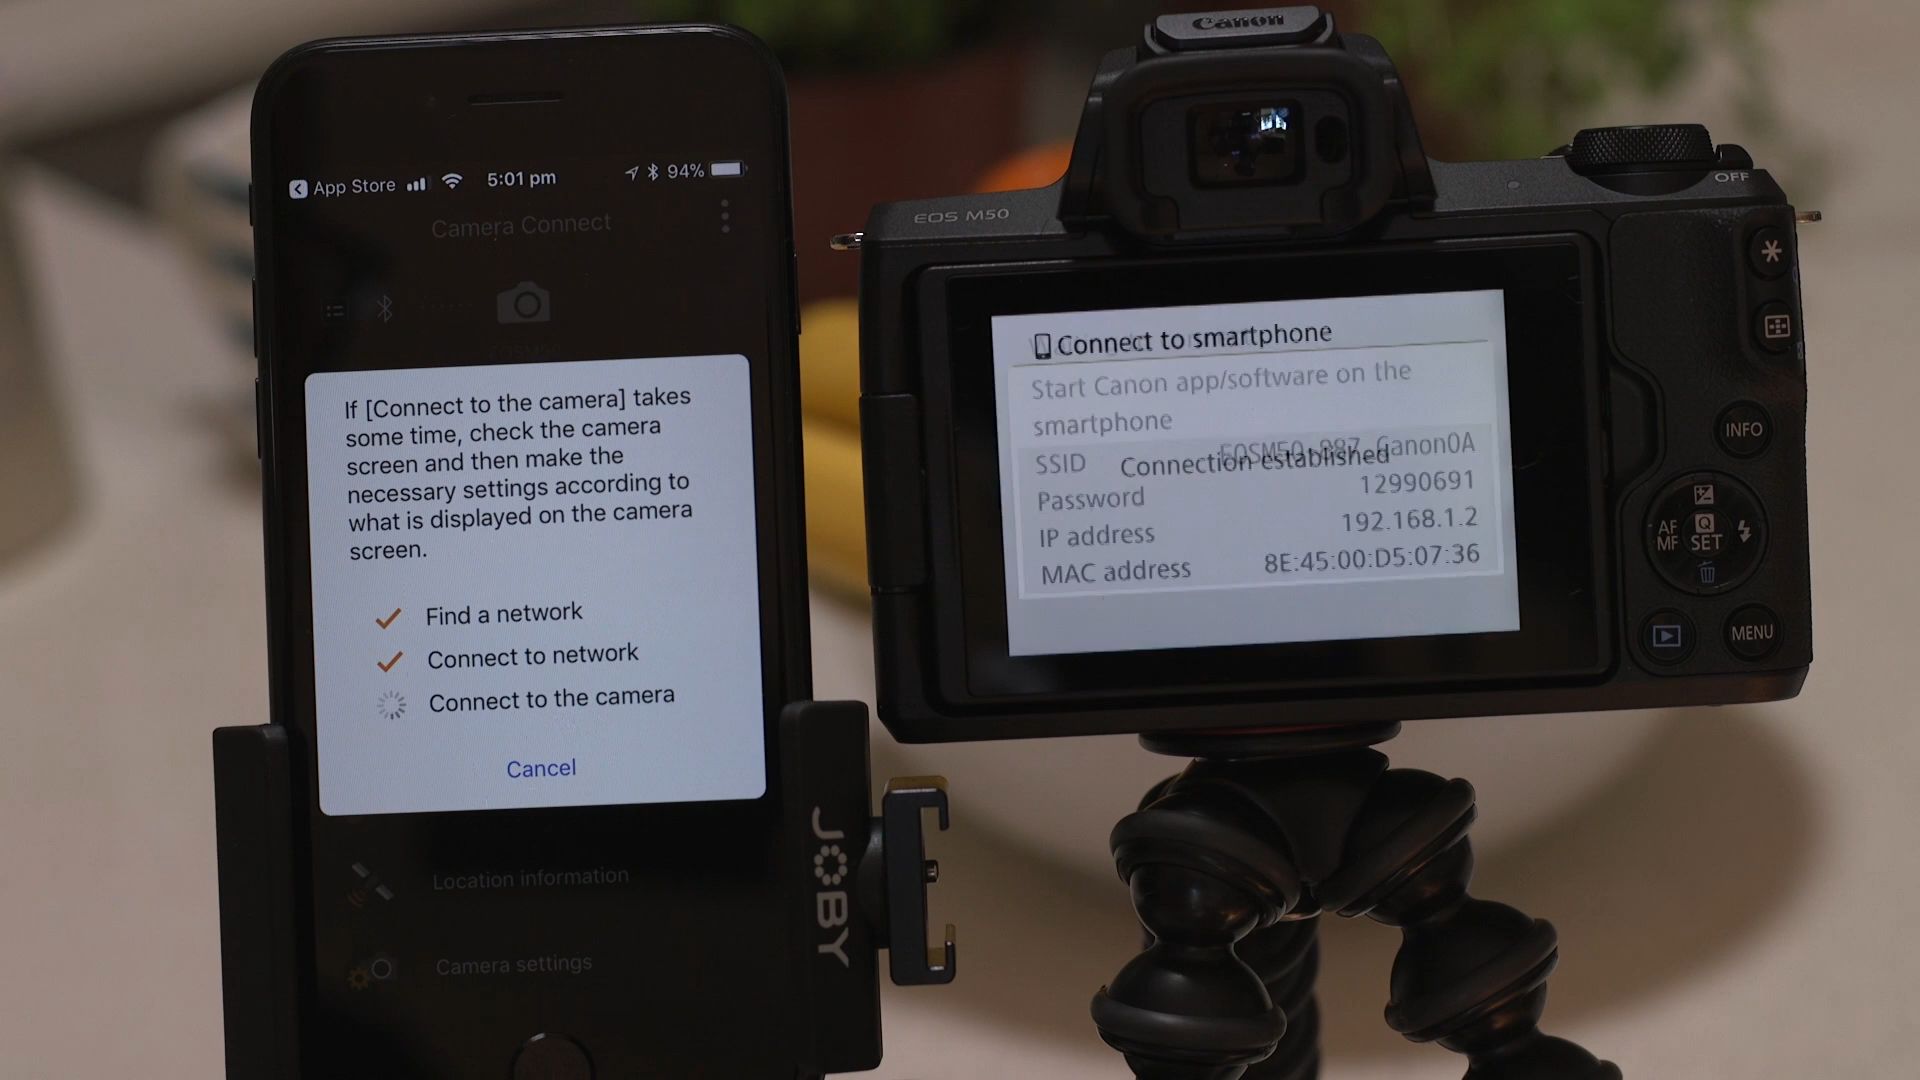 App Store
5:01 pm
94%
Camera Connect
If [Connect to the camera] takes
some time, check the camera
screen and then make the
necessary settings according to
what is displayed on the camera
screen.
Find a network
Connect to network
Connect to the camera
Cancel
Location information
Camera settings
JOBY
Canon
EOS M50
OFF
Connect to smartphone
Start Canon app/software on the
smartphone
SSID
Connection established
Password 12990691
IP address 192.168.1.2
MAC address 8E:45:00:D5:07:36
INFO
AF
MF
Q
SET
MENU